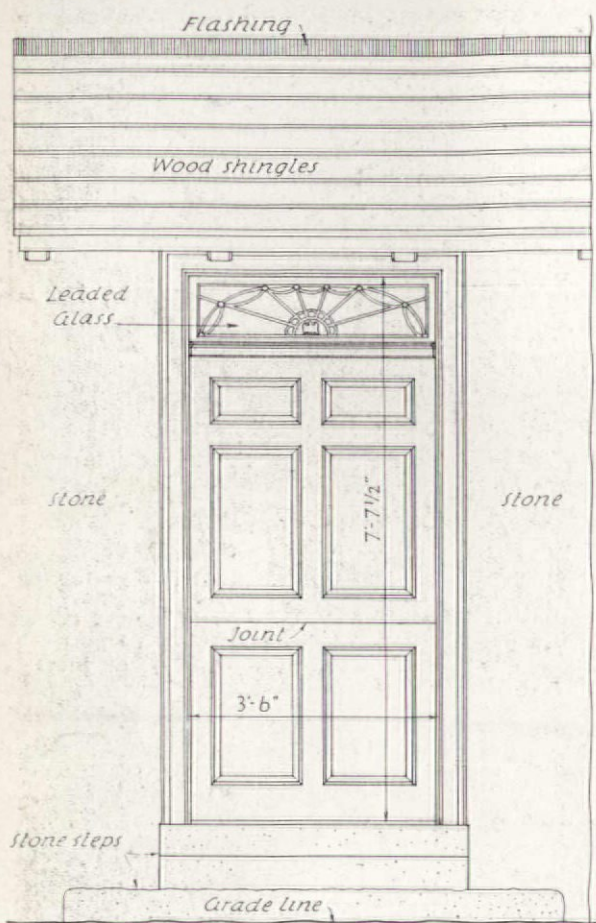 Flashing
Wood shingles
Leaded
Glass
Stone
7'-7 1/2"
Stone
Joint
3'-6"
Stone steps
Grade line